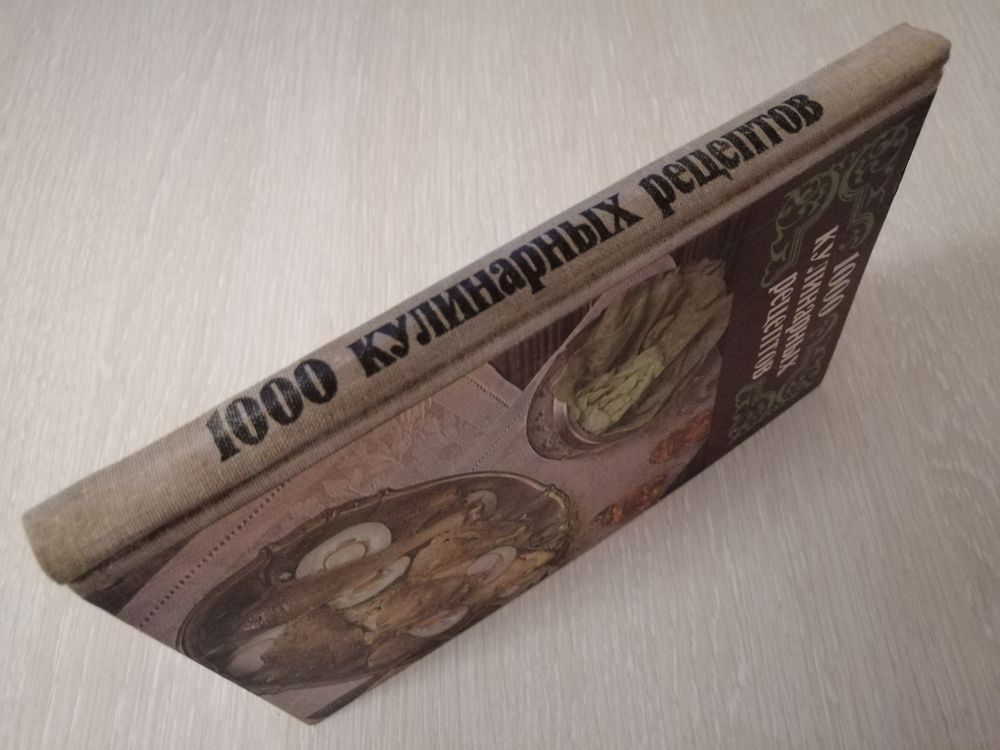 1000 кулинарных рецептов
1000
кулинарных
рецептов